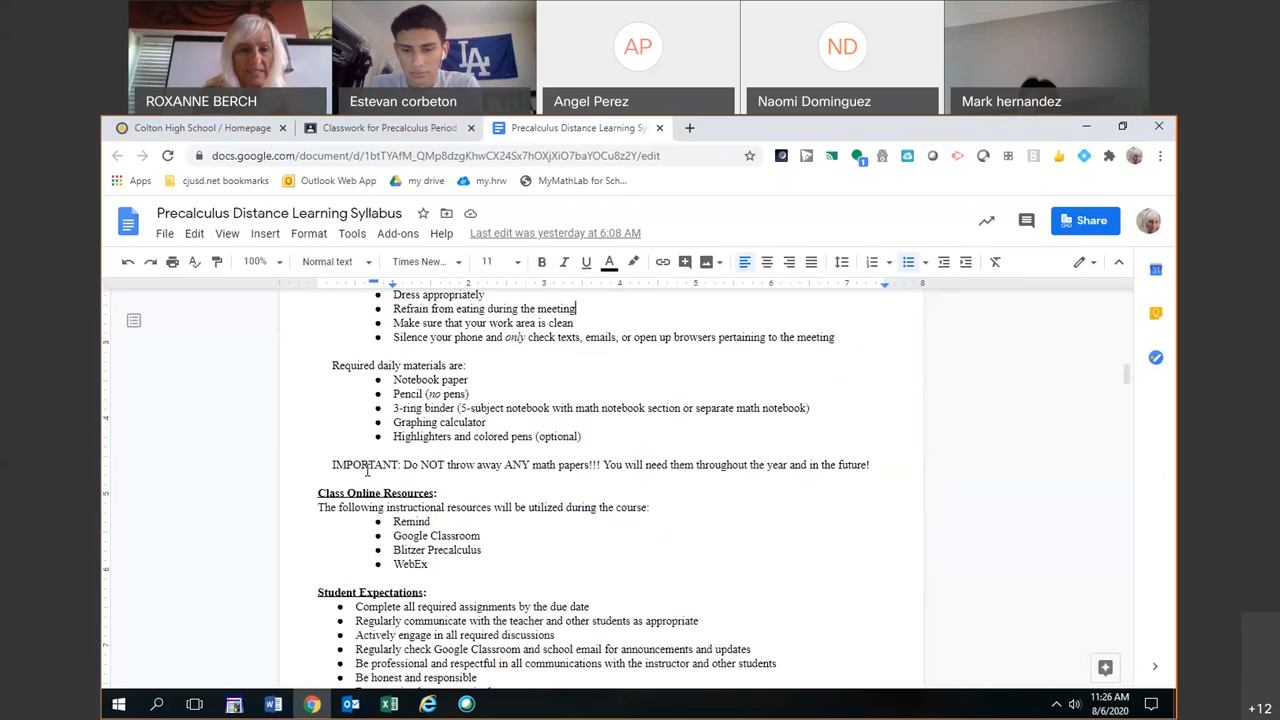 AP
ND
ROXANNE BERCH
Estevan corbeton
Angel Perez
Naomi Dominguez
Mark hernandez
Colton High School / Homepage
Classwork for Precalculus Period
Precalculus Distance Learning Sy
docs.google.com/document/d/1btTYAfM_QMp8dzgKhwCX24Sx7hOXjXiO7baYOCu8z2Y/edit
Apps cjusd.net bookmarks Outlook Web App my drive my.hrw MyMathLab for Sch...
Precalculus Distance Learning Syllabus
Share
File Edit View Insert Format Tools Add-ons Help Last edit was yesterday at 6:08 AM
100% Normal text Times New... 11 B I U A
2 3 4 5 6 7 8
Dress appropriately
Refrain from eating during the meeting
Make sure that your work area is clean
Silence your phone and only check texts, emails, or open up browsers pertaining to the meeting
Required daily materials are:
Notebook paper
Pencil (no pens)
3-ring binder (5-subject notebook with math notebook section or separate math notebook)
Graphing calculator
Highlighters and colored pens (optional)
IMPORTANT: Do NOT throw away ANY math papers!!! You will need them throughout the year and in the future!
Class Online Resources:
The following instructional resources will be utilized during the course:
Remind
Google Classroom
Blitzer Precalculus
WebEx
Student Expectations:
Complete all required assignments by the due date
Regularly communicate with the teacher and other students as appropriate
Actively engage in all required discussions
Regularly check Google Classroom and school email for announcements and updates
Be professional and respectful in all communications with the instructor and other students
Be honest and responsible
3
4
5
6
7
11:26 AM
8/6/2020
+12